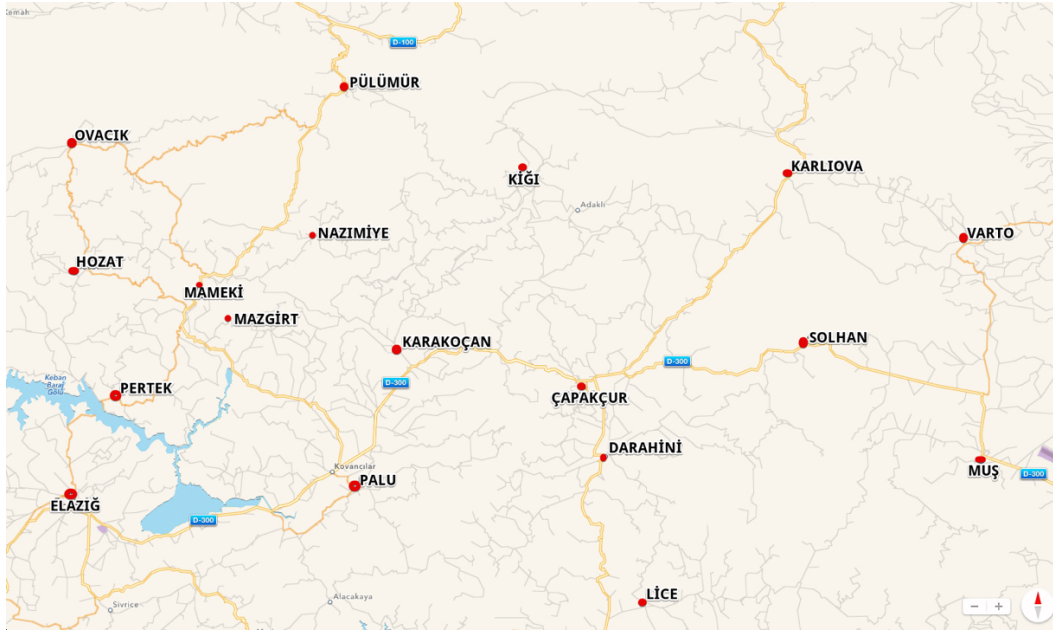 Kemah
D-100
PÜLÜMÜR
OVACIK
KİĞI
KARLIOVA
Adaklı
NAZIMİYE
VARTO
HOZAT
MAMEKİ
MAZGİRT
KARAKOÇAN
SOLHAN
D-300
Keban
Baraj
Gölü
PERTEK
D-300
ÇAPAKÇUR
DARAHİNİ
Kovancılar
PALU
MUŞ
D-300
ELAZIĞ
D-300
Alacakaya
LİCE
Sivrice